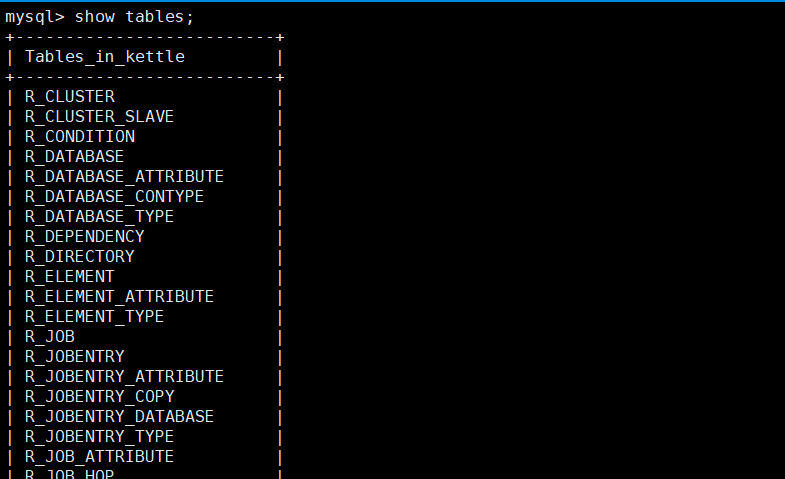 mysql> show tables;
+--------------------------+
| Tables_in_kettle         |
+--------------------------+
| R_CLUSTER                |
| R_CLUSTER_SLAVE          |
| R_CONDITION              |
| R_DATABASE               |
| R_DATABASE_ATTRIBUTE     |
| R_DATABASE_CONTYPE       |
| R_DATABASE_TYPE          |
| R_DEPENDENCY             |
| R_DIRECTORY              |
| R_ELEMENT                |
| R_ELEMENT_ATTRIBUTE      |
| R_ELEMENT_TYPE           |
| R_JOB                    |
| R_JOBENTRY               |
| R_JOBENTRY_ATTRIBUTE     |
| R_JOBENTRY_COPY          |
| R_JOBENTRY_DATABASE      |
| R_JOBENTRY_TYPE          |
| R_JOB_ATTRIBUTE          |
| R_JOB_HOP                |